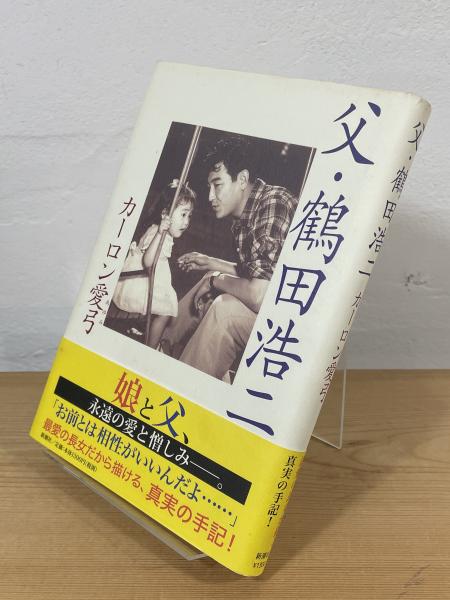 父・鶴田浩二
カーロン愛弓
娘と父、
永遠の愛と憎しみ――。
「お前とは相性がいいんだよ……」
最愛の長女だから描ける、真実の手記！
父・鶴田浩二
カーロン愛弓
真実の手記！